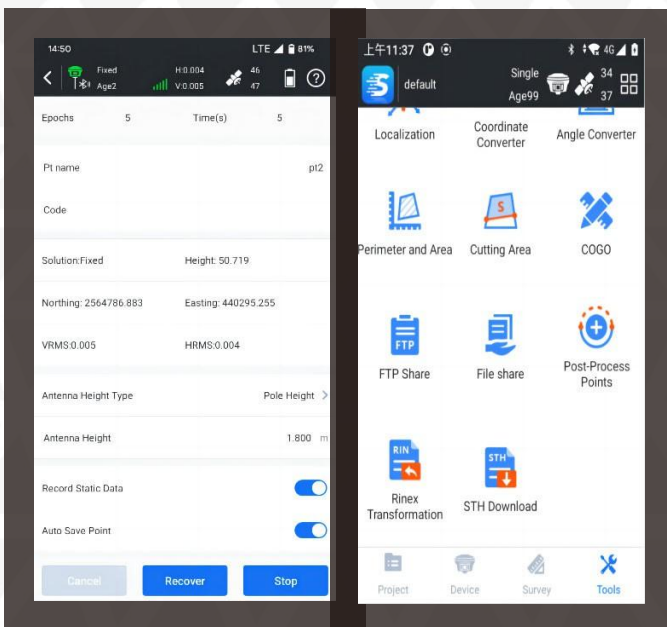 14:50
LTE 81%
Fixed
H:0.004
46
Age2
V:0.005
47
Epochs 5 Time(s) 5
Pt name pt2
Code
Solution:Fixed Height: 50.719
Northing: 2564786.883 Easting: 440295.255
VRMS:0.005 HRMS:0.004
Antenna Height Type Pole Height
Antenna Height 1.800 m
Record Static Data
Auto Save Point
Cancel Recover Stop
上午11:37
4G
default
Single
34
Age99
37
Localization
Coordinate
Converter
Angle Converter
Perimeter and Area
S
Cutting Area
COGO
FTP
FTP Share
File share
Post-Process
Points
RIN
Rinex
Transformation
STH
STH Download
Project Device Survey Tools